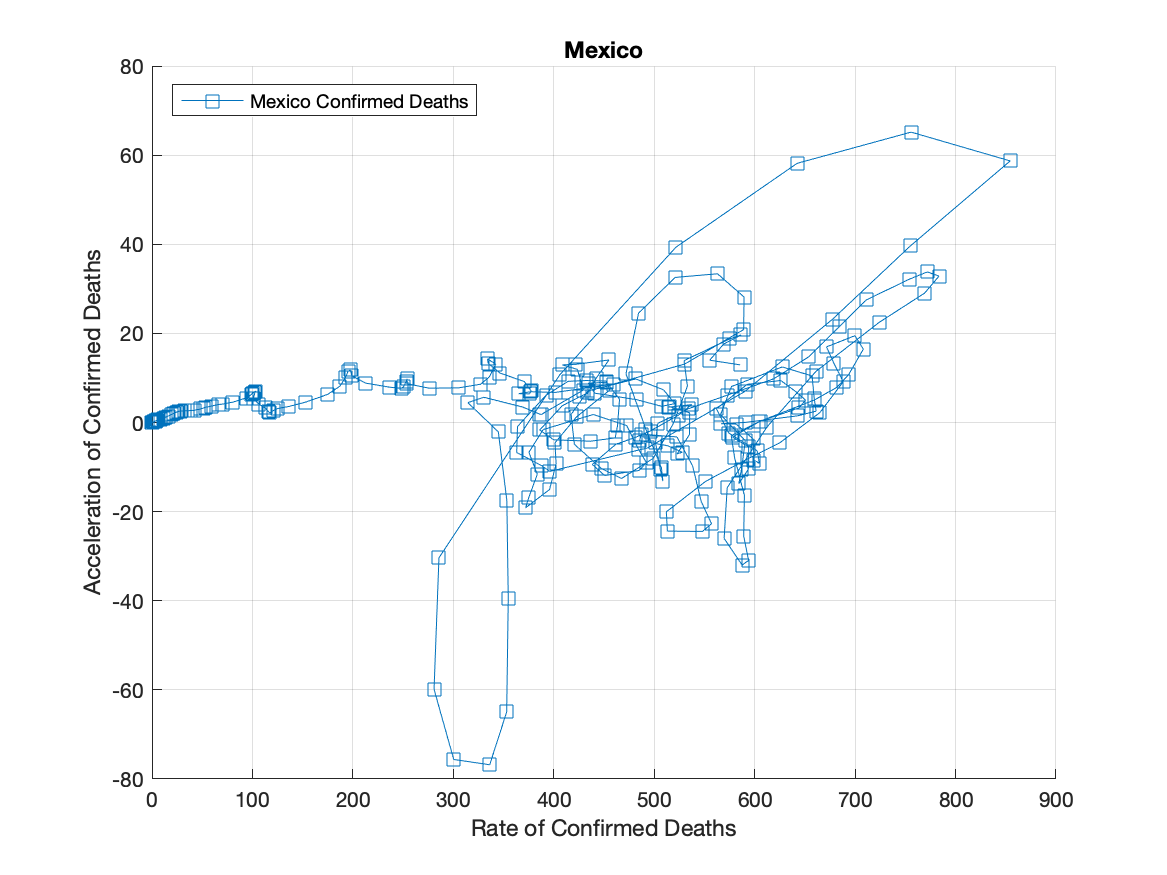 Mexico
Mexico Confirmed Deaths
80
60
40
20
0
-20
-40
-60
-80
Acceleration of Confirmed Deaths
0 100 200 300 400 500 600 700 800 900
Rate of Confirmed Deaths